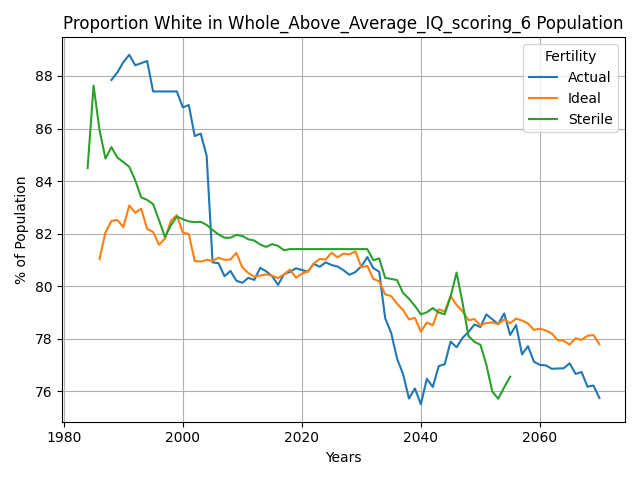 Proportion White in Whole_Above_Average_IQ_scoring_6 Population
Fertility
Actual
Ideal
Sterile
% of Population
88
86
84
82
80
78
76
1980
2000
2020
2040
2060
Years